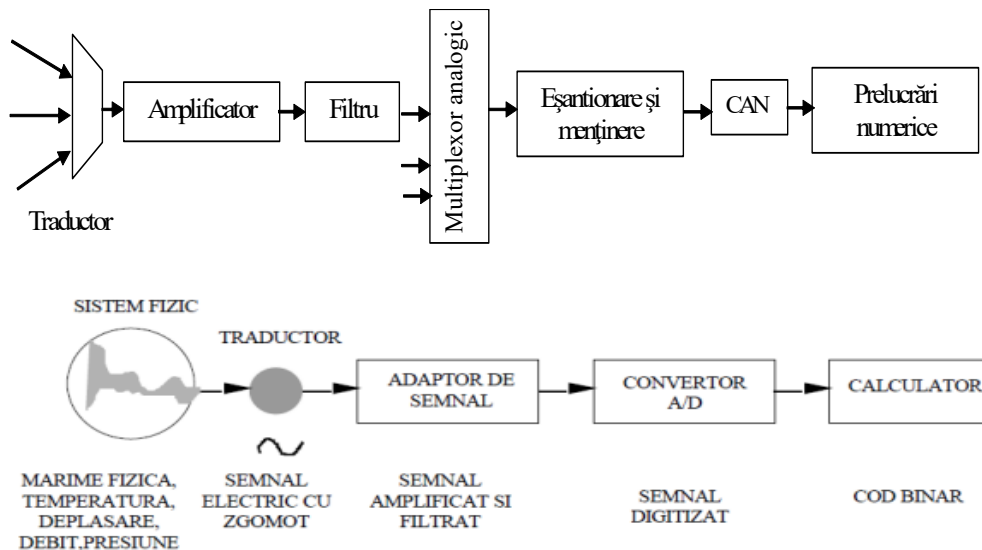 Amplificator
Filtru
Multiplexor analogic
Eşantionare şi
menţinere
CAN
Prelucrări
numerice
Traductor
SISTEM FIZIC
TRADUCTOR
ADAPTOR DE
SEMNAL
CONVERTOR
A/D
CALCULATOR
MARIME FIZICA,
TEMPERATURA,
DEPLASARE,
DEBIT,PRESIUNE
SEMNAL
ELECTRIC CU
ZGOMOT
SEMNAL
AMPLIFICAT SI
FILTRAT
SEMNAL
DIGITIZAT
COD BINAR